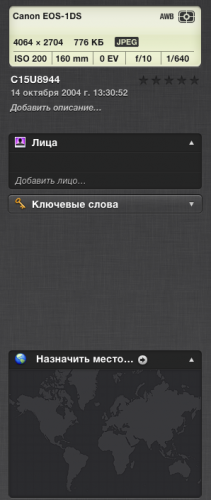 Canon EOS-1DS AWB
4064 × 2704 776 КБ JPEG
ISO 200 160 mm 0 EV f/10 1/640
C15U8944
14 октября 2004 г. 13:30:52
Добавить описание...
Лица
Добавить лицо...
Ключевые слова
Назначить место...